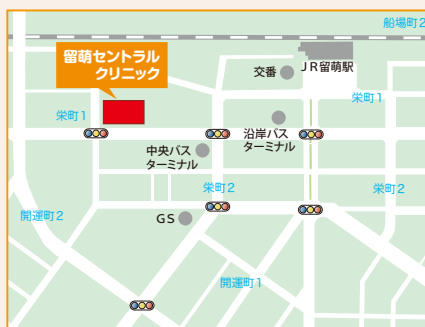 船場町2
留萌セントラル
クリニック
交番
JR留萌駅
栄町1
栄町1
沿岸バス
ターミナル
中央バス
ターミナル
栄町2
栄町2
開運町2
GS
開運町1